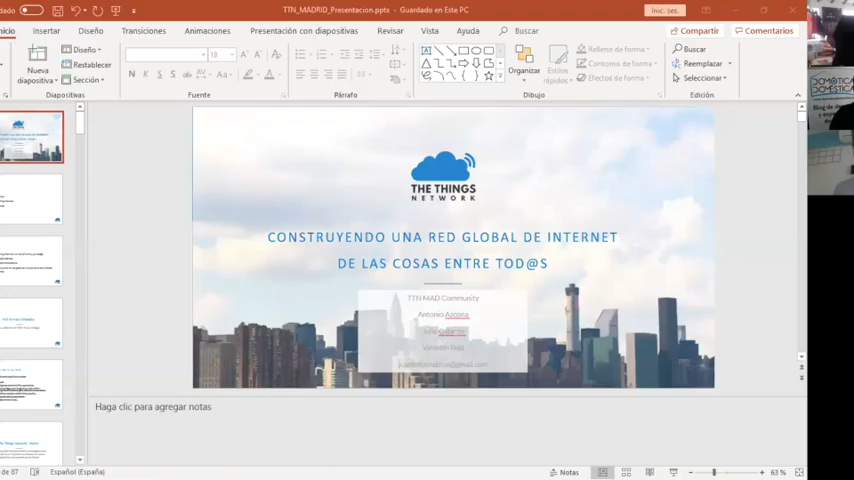 TTN_MADRID_Presentacion.pptx - Guardado en Este PC
Inic. ses.
Insertar Diseño Transiciones Animaciones Presentación con diapositivas Revisar Vista Ayuda Buscar Compartir Comentarios
Nueva diapositiva
Diseño
Restablecer
Sección
18
N K S
Aa
A
Organizar
Estilos rápidos
Relleno de forma
Contorno de forma
Efectos de forma
Buscar
Reemplazar
Seleccionar
Diapositivas Fuente Párrafo Dibujo Edición
THE THINGS
NETWORK
CONSTRUYENDO UNA RED GLOBAL DE INTERNET
DE LAS COSAS ENTRE TOD@S
TTN MAD Community
Antonio Azcona
DOMÓTICA
DOMÉSTICA
Haga clic para agregar notas
de 87 Español (España) Notas 63 %